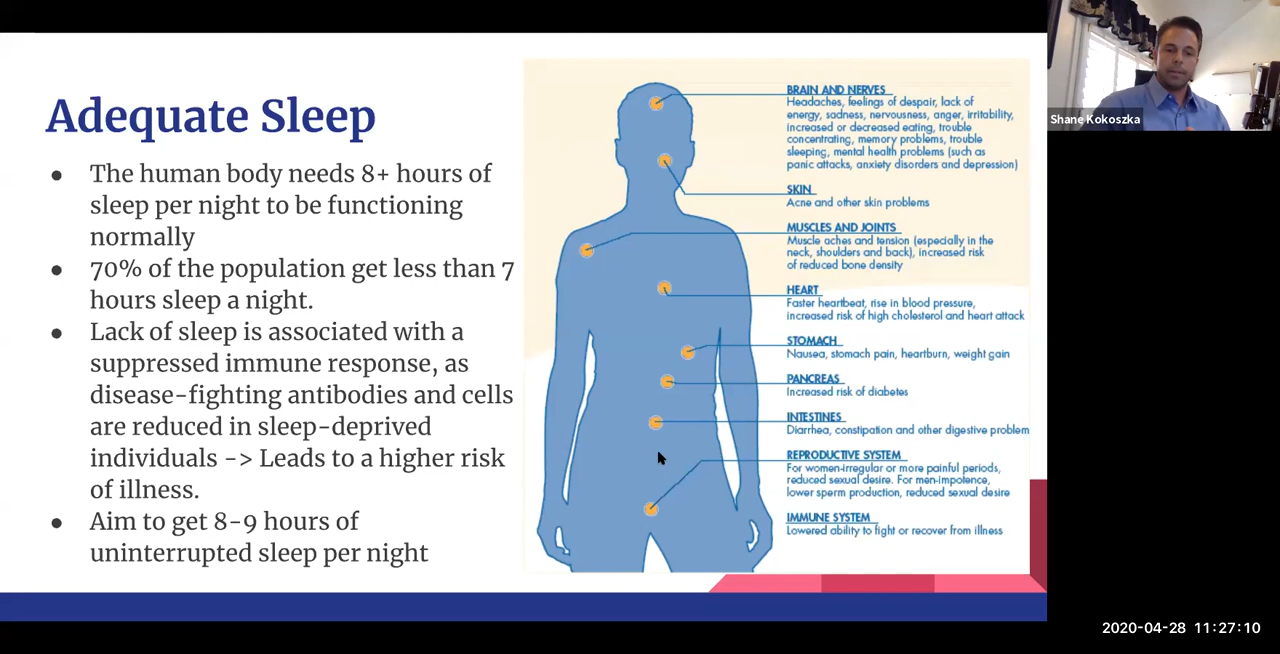 Adequate Sleep
● The human body needs 8+ hours of
sleep per night to be functioning
normally
● 70% of the population get less than 7
hours sleep a night.
● Lack of sleep is associated with a
suppressed immune response, as
disease-fighting antibodies and cells
are reduced in sleep-deprived
individuals -> Leads to a higher risk
of illness.
● Aim to get 8-9 hours of
uninterrupted sleep per night
BRAIN AND NERVES
Headaches, feelings of despair, lack of
energy, sadness, nervousness, anger, irritability,
increased or decreased eating, trouble
concentrating, memory problems, trouble
sleeping, mental health problems (such as
panic attacks, anxiety disorders and depression)
SKIN
Acne and other skin problems
MUSCLES AND JOINTS
Muscle aches and tension (especially in the
neck, shoulders and back), increased risk
of reduced bone density
HEART
Faster heartbeat, rise in blood pressure,
increased risk of high cholesterol and heart attack
STOMACH
Nausea, stomach pain, heartburn, weight gain
PANCREAS
Increased risk of diabetes
INTESTINES
Diarrhea, constipation and other digestive problem
REPRODUCTIVE SYSTEM
For women-irregular or more painful periods,
reduced sexual desire. For men-impotence,
lower sperm production, reduced sexual desire
IMMUNE SYSTEM
Lowered ability to fight or recover from illness
Shane Kokoszka
2020-04-28 11:27:10